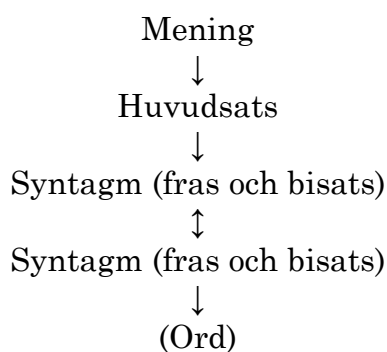 Mening
↓
Huvudsats
↓
Syntagm (fras och bisats)
↕
Syntagm (fras och bisats)
↓
(Ord)